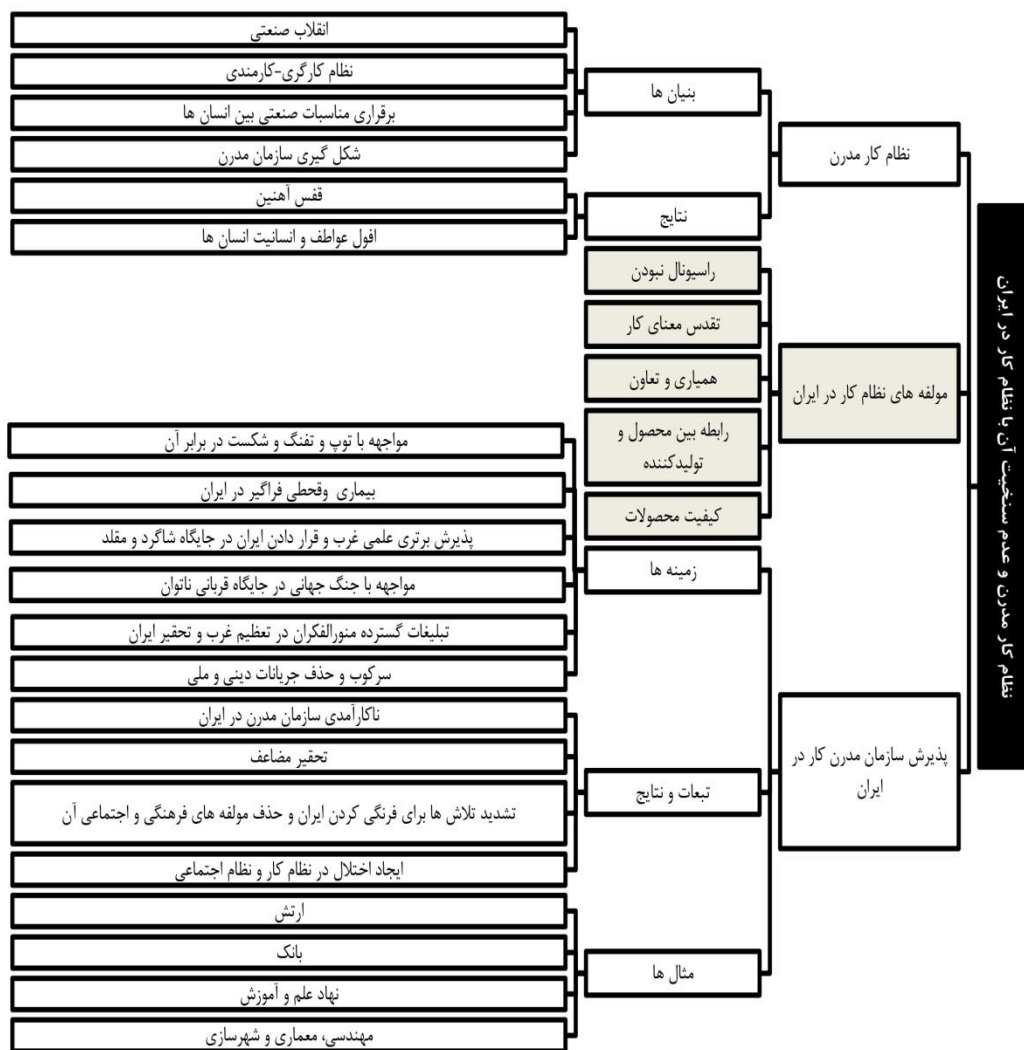 نظام کار مدرن و عدم سنخیت آن با نظام کار در ایران
نظام کار مدرن
بنیان ها
انقلاب صنعتی
نظام کارگری-کارمندی
برقراری مناسبات صنعتی بین انسان ها
شکل گیری سازمان مدرن
نتایج
قفس آهنین
افول عواطف و انسانیت انسان ها
مولفه های نظام کار در ایران
راسیونال نبودن
تقدس معنای کار
همیاری و تعاون
رابطه بین محصول و
تولیدکننده
کیفیت محصولات
پذیرش سازمان مدرن کار در
ایران
زمینه ها
مواجهه با توپ و تفنگ و شکست در برابر آن
بیماری وقحطی فراگیر در ایران
پذیرش برتری علمی غرب و قرار دادن ایران در جایگاه شاگرد و مقلد
مواجهه با جنگ جهانی در جایگاه قربانی ناتوان
تبلیغات گسترده منورالفکران در تعظیم غرب و تحقیر ایران
سرکوب و حذف جریانات دینی و ملی
تبعات و نتایج
ناکارآمدی سازمان مدرن در ایران
تحقیر مضاعف
تشدید تلاش ها برای فرنگی کردن ایران و حذف مولفه های فرهنگی و اجتماعی آن
ایجاد اختلال در نظام کار و نظام اجتماعی
مثال ها
ارتش
بانک
نهاد علم و آموزش
مهندسی، معماری و شهرسازی